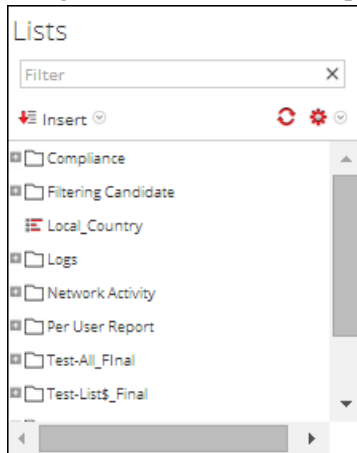 Lists
Filter
Insert
Compliance
Filtering Candidate
Local_Country
Logs
Network Activity
Per User Report
Test-All_FInal
Test-List$_Final